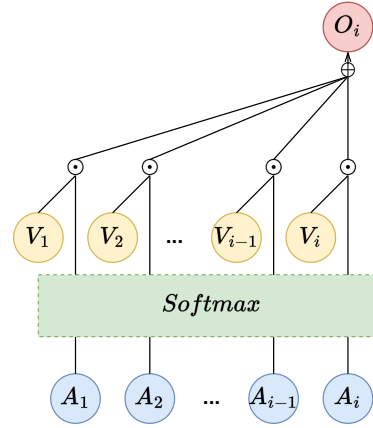 O_i
V_1 V_2 ... V_{i-1} V_i
Softmax
A_1 A_2 ... A_{i-1} A_i